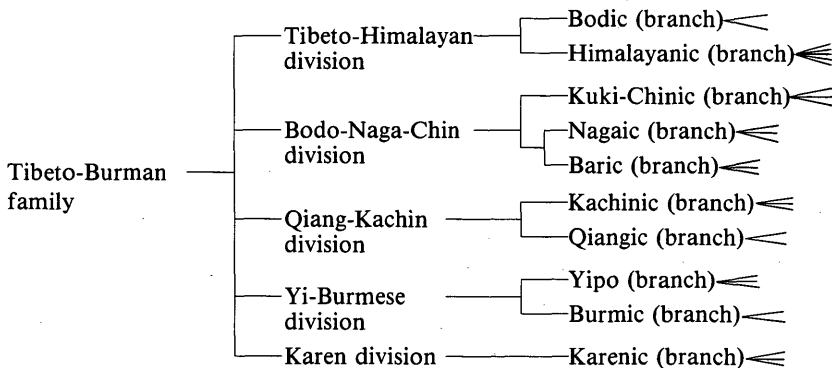 Tibeto-Burman
family
Tibeto-Himalayan
division
Bodic (branch)
Himalayanic (branch)
Bodo-Naga-Chin
division
Kuki-Chinic (branch)
Nagaic (branch)
Baric (branch)
Qiang-Kachin
division
Kachinic (branch)
Qiangic (branch)
Yi-Burmese
division
Yipo (branch)
Burmic (branch)
Karen division
Karenic (branch)